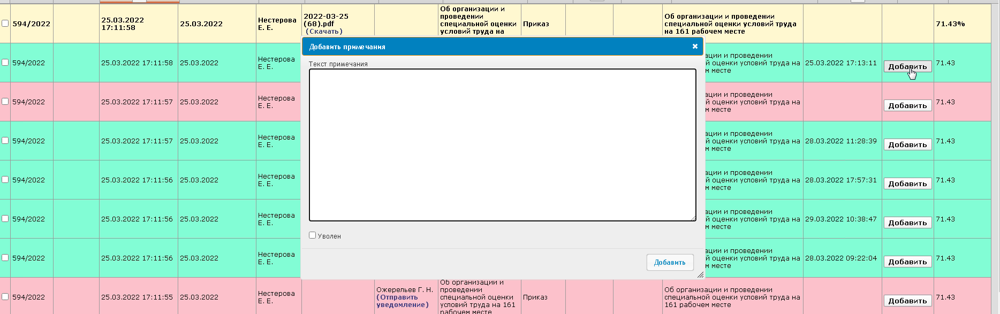 594/2022
25.03.2022
17:11:58
25.03.2022
Нестерова
Е. Е.
2022-03-25
(68).pdf
(Скачать)
Об организации и
проведении
специальной оценки
условий труда на
Приказ
Об организации и проведении
специальной оценки условий труда
на 161 рабочем месте
71.43%
Добавить примечания
Текст примечания
Уволен
Добавить
594/2022
25.03.2022 17:11:58
25.03.2022
Нестерова
Е. Е.
ации и проведении
й оценки условий труда на
м месте
25.03.2022 17:13:11
Добавить
71.43
594/2022
25.03.2022 17:11:57
25.03.2022
Нестерова
Е. Е.
ации и проведении
й оценки условий труда на
м месте
Добавить
71.43
594/2022
25.03.2022 17:11:57
25.03.2022
Нестерова
Е. Е.
ации и проведении
й оценки условий труда на
м месте
28.03.2022 11:28:39
Добавить
71.43
594/2022
25.03.2022 17:11:56
25.03.2022
Нестерова
Е. Е.
ации и проведении
й оценки условий труда на
м месте
28.03.2022 17:57:31
Добавить
71.43
594/2022
25.03.2022 17:11:56
25.03.2022
Нестерова
Е. Е.
ации и проведении
й оценки условий труда на
м месте
29.03.2022 10:38:47
Добавить
71.43
594/2022
25.03.2022 17:11:56
25.03.2022
Нестерова
Е. Е.
ации и проведении
й оценки условий труда на
м месте
28.03.2022 09:22:04
Добавить
71.43
594/2022
25.03.2022 17:11:55
25.03.2022
Нестерова
Е. Е.
Ожерельев Г. Н.
(Отправить
уведомление)
Об организации и
проведении
специальной оценки
условий труда на 161
рабочем месте
Приказ
Об организации и проведении
специальной оценки условий труда на
161 рабочем месте
Добавить
71.43